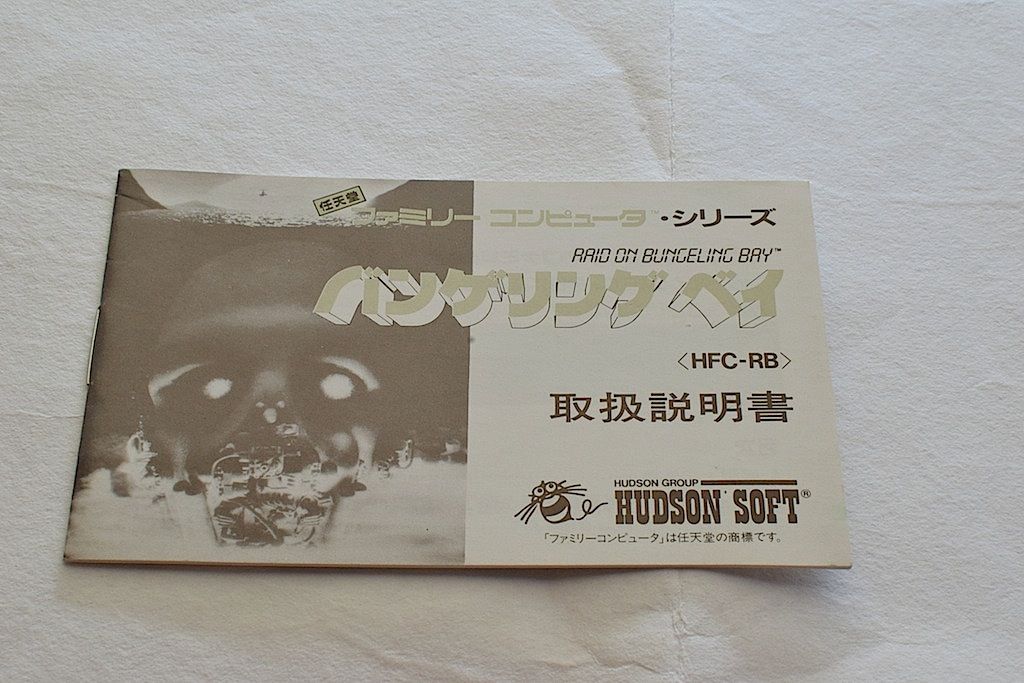 任天堂
ファミリー コンピュータ™・シリーズ
RAID ON BUNGELING BAY™
バンゲリング ベイ
〈HFC-RB〉
取扱説明書
HUDSON GROUP
HUDSON SOFT®
「ファミリーコンピュータ」は任天堂の商標です。